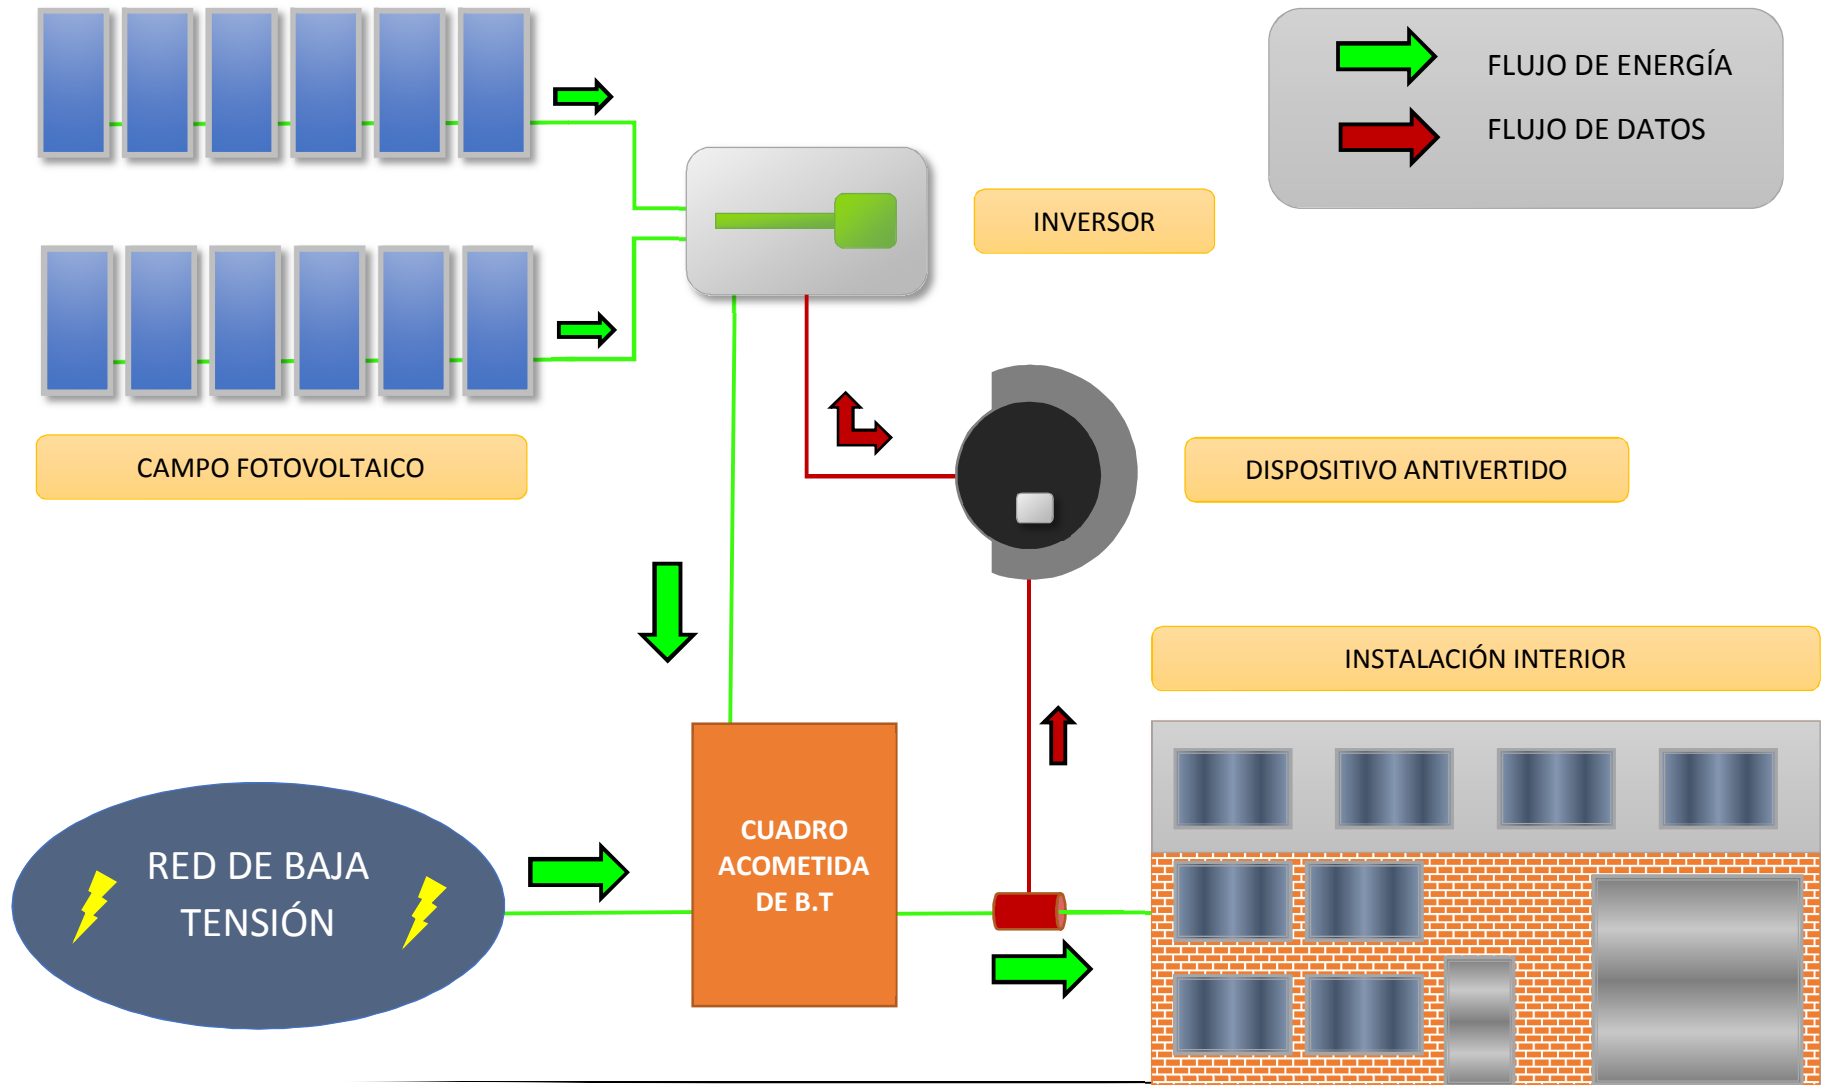 FLUJO DE ENERGÍA
FLUJO DE DATOS
INVERSOR
CAMPO FOTOVOLTAICO
DISPOSITIVO ANTIVERTIDO
INSTALACIÓN INTERIOR
RED DE BAJA
TENSIÓN
CUADRO
ACOMETIDA
DE B.T